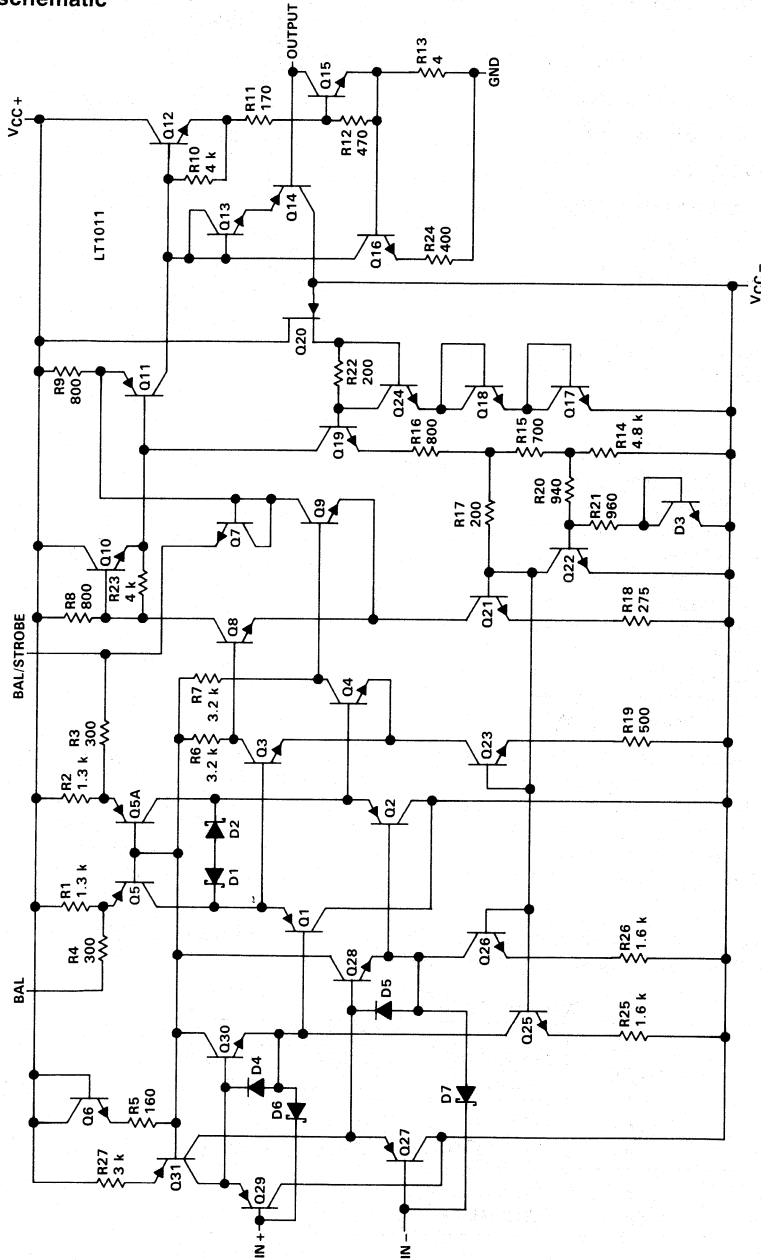 schematic
VCC+
BAL/STROBE
BAL
LT1011
R9
800
R8
800
R3
300
R2
1.3 k
R1
1.3 k
R4
300
Q6
R5
160
R27
3 k
Q31
Q12
R10
4 k
R11
170
Q15
OUTPUT
R12
470
R13
4
GND
Q13
Q14
Q16
R24
400
Q11
Q20
Q10
R23
4 k
Q7
Q9
Q8
R7
3.2 k
R6
3.2 k
Q5A
Q5
D2
D1
Q4
Q3
Q2
Q1
Q30
Q28
D4
D5
D6
D7
Q29
Q27
IN+
IN−
Q19
R22
200
Q24
Q18
Q17
R16
800
R15
700
R14
4.8 k
R17
200
R20
940
R21
960
D3
Q22
Q21
R18
275
Q23
R19
500
Q26
R26
1.6 k
Q25
R25
1.6 k
VCC−